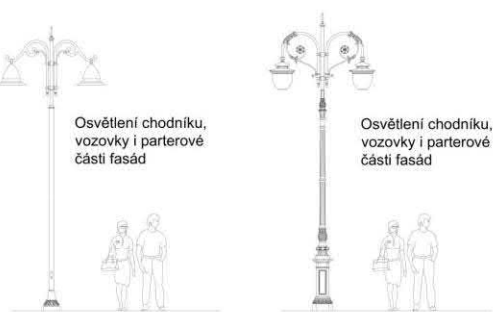 Osvětlení chodníku,
vozovky i parterové
části fasád
Osvětlení chodníku,
vozovky i parterové
části fasád